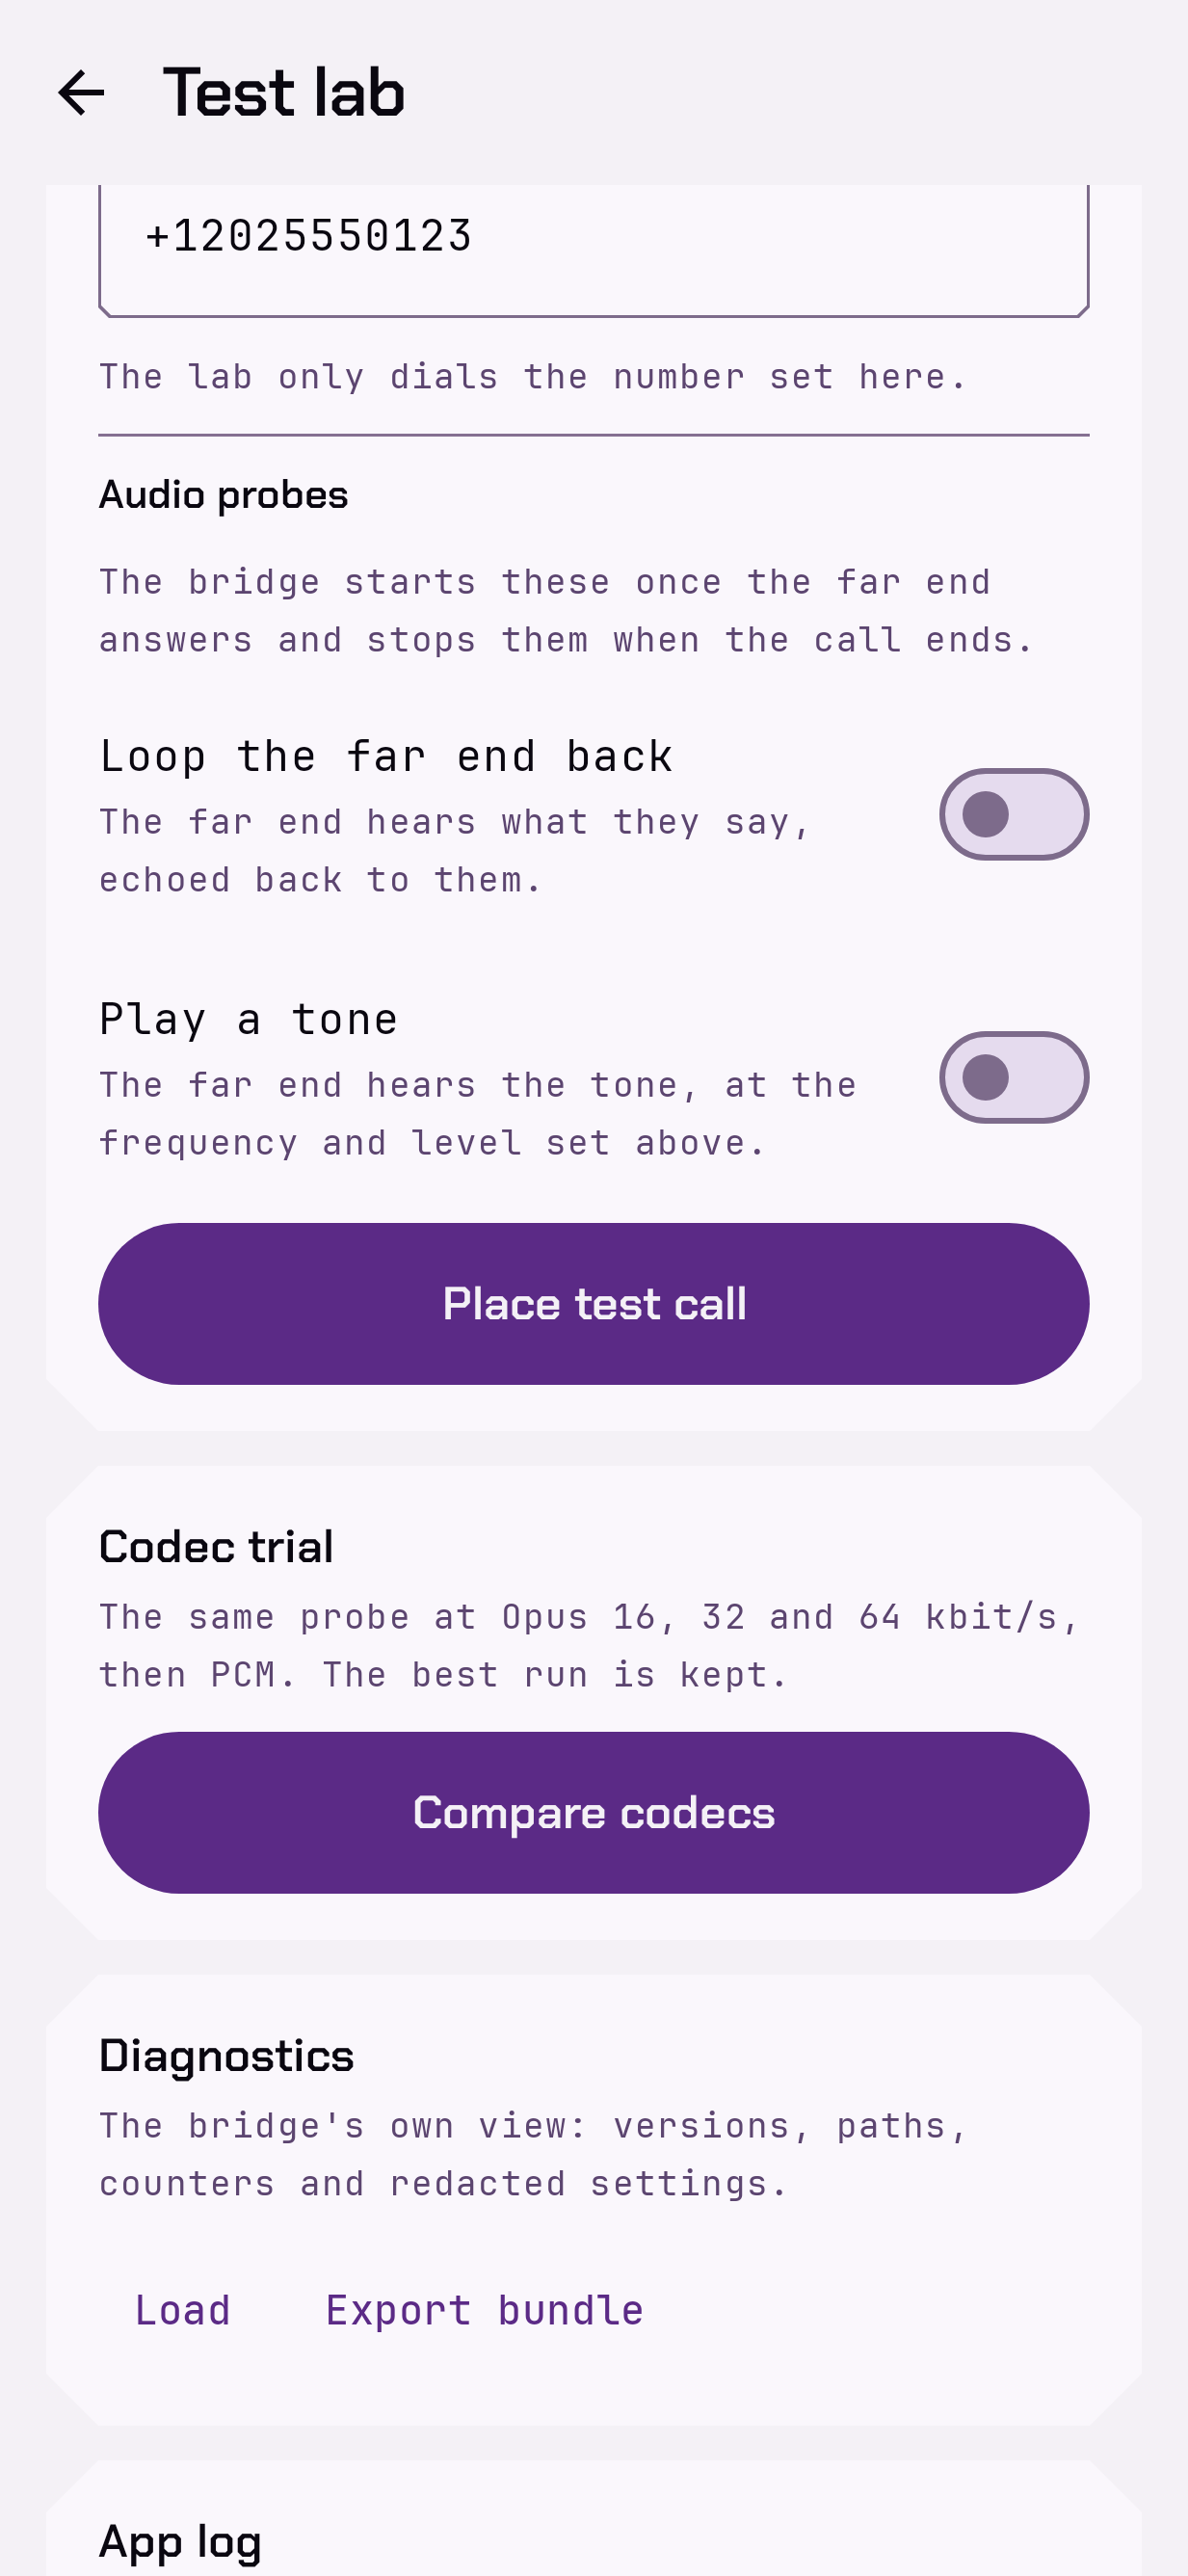 Test lab
+12025550123
The lab only dials the number set here.
Audio probes
The bridge starts these once the far end
answers and stops them when the call ends.
Loop the far end back
The far end hears what they say,
echoed back to them.
Play a tone
The far end hears the tone, at the
frequency and level set above.
Place test call
Codec trial
The same probe at Opus 16, 32 and 64 kbit/s,
then PCM. The best run is kept.
Compare codecs
Diagnostics
The bridge's own view: versions, paths,
counters and redacted settings.
Load Export bundle
App log